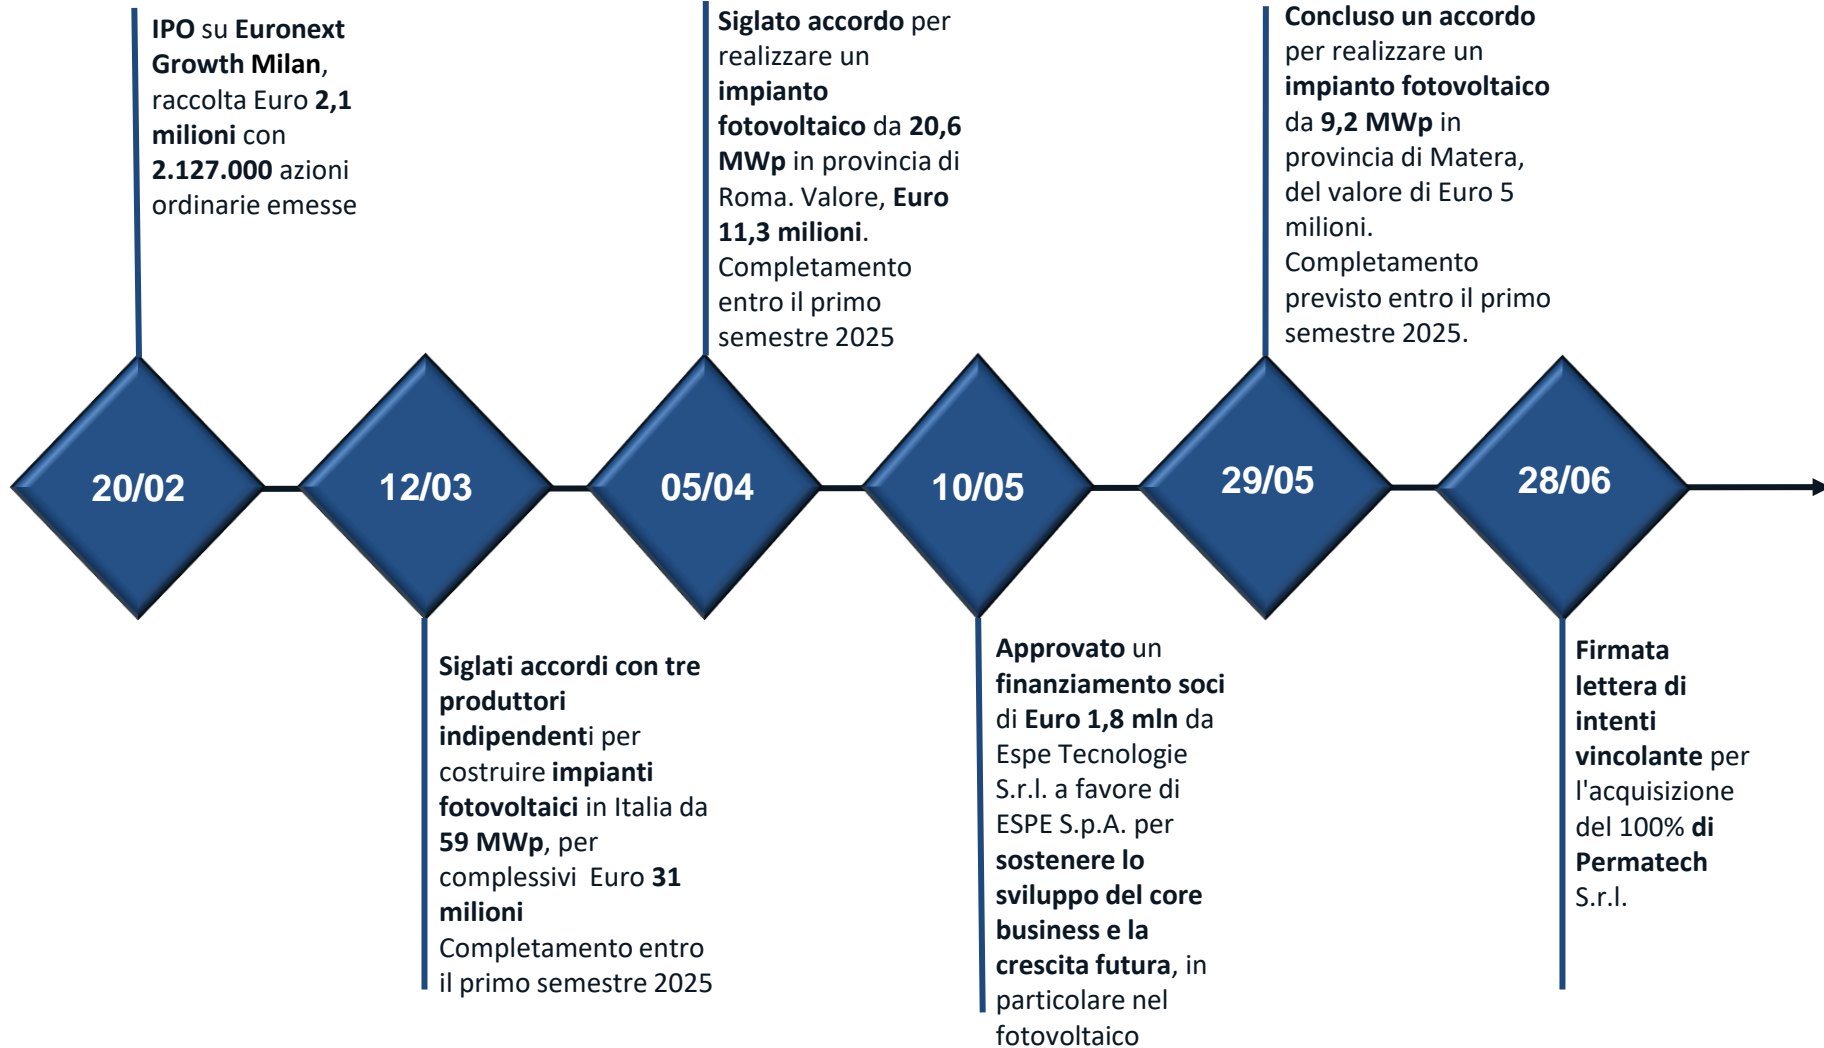 IPO su Euronext
Growth Milan,
raccolta Euro 2,1
milioni con
2.127.000 azioni
ordinarie emesse
Siglato accordo per
realizzare un
impianto
fotovoltaico da 20,6
MWp in provincia di
Roma. Valore, Euro
11,3 milioni.
Completamento
entro il primo
semestre 2025
Concluso un accordo
per realizzare un
impianto fotovoltaico
da 9,2 MWp in
provincia di Matera,
del valore di Euro 5
milioni.
Completamento
previsto entro il primo
semestre 2025.
20/02
12/03
05/04
10/05
29/05
28/06
Siglati accordi con tre
produttori
indipendenti per
costruire impianti
fotovoltaici in Italia da
59 MWp, per
complessivi Euro 31
milioni
Completamento entro
il primo semestre 2025
Approvato un
finanziamento soci
di Euro 1,8 mln da
Espe Tecnologie
S.r.l. a favore di
ESPE S.p.A. per
sostenere lo
sviluppo del core
business e la
crescita futura, in
particolare nel
fotovoltaico
Firmata
lettera di
intenti
vincolante per
l'acquisizione
del 100% di
Permatech
S.r.l.